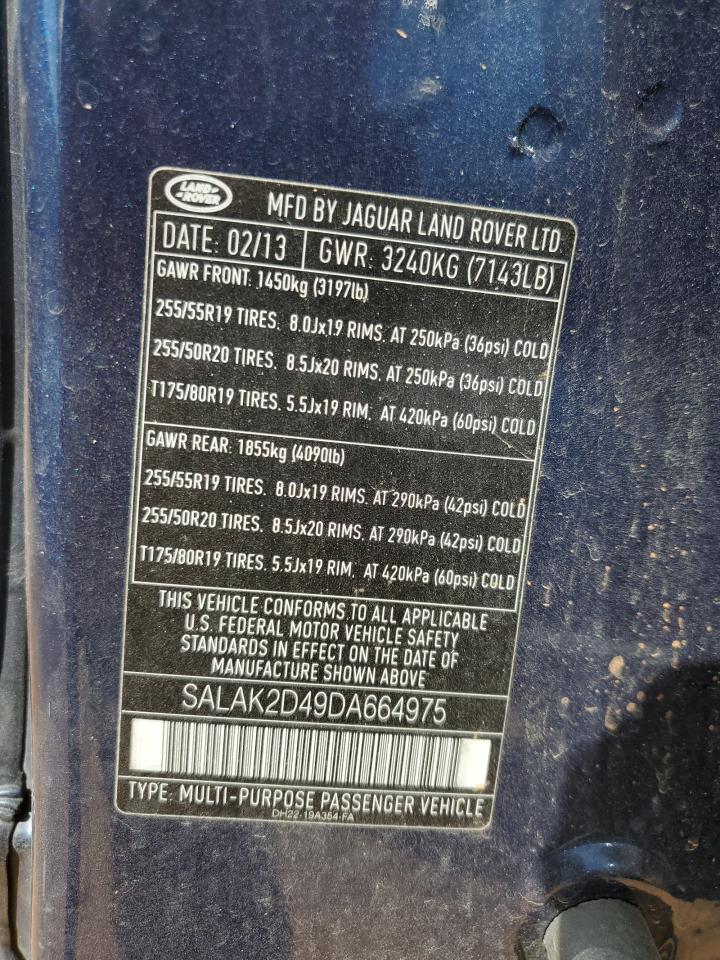 LAND ROVER
MFD BY JAGUAR LAND ROVER LTD.
DATE: 02/13 GWR: 3240KG (7143LB)
GAWR FRONT: 1450kg (3197lb)
255/55R19 TIRES. 8.0Jx19 RIMS. AT 250kPa (36psi) COLD
255/50R20 TIRES. 8.5Jx20 RIMS. AT 250kPa (36psi) COLD
T175/80R19 TIRES. 5.5Jx19 RIM. AT 420kPa (60psi) COLD
GAWR REAR: 1855kg (4090lb)
255/55R19 TIRES. 8.0Jx19 RIMS. AT 290kPa (42psi) COLD
255/50R20 TIRES. 8.5Jx20 RIMS. AT 290kPa (42psi) COLD
T175/80R19 TIRES. 5.5Jx19 RIM. AT 420kPa (60psi) COLD
THIS VEHICLE CONFORMS TO ALL APPLICABLE
U.S. FEDERAL MOTOR VEHICLE SAFETY
STANDARDS IN EFFECT ON THE DATE OF
MANUFACTURE SHOWN ABOVE
SALAK2D49DA664975
TYPE: MULTI-PURPOSE PASSENGER VEHICLE
DH22-19A354-FA